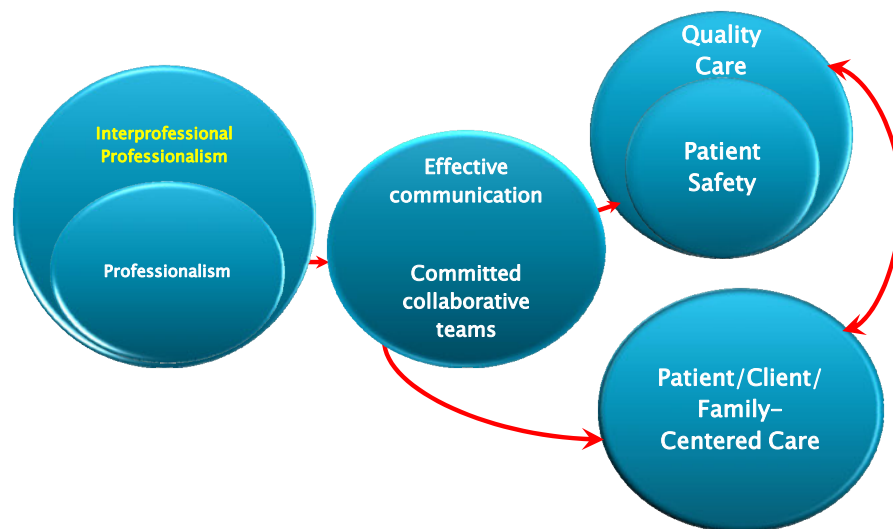 Interprofessional
Professionalism
Professionalism
Effective
communication
Committed
collaborative
teams
Quality
Care
Patient
Safety
Patient/Client/
Family–
Centered Care